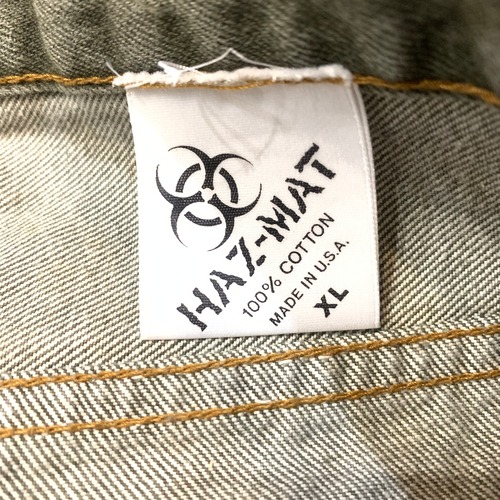 HAZ-MAT
100% COTTON
MADE IN U.S.A.
XL